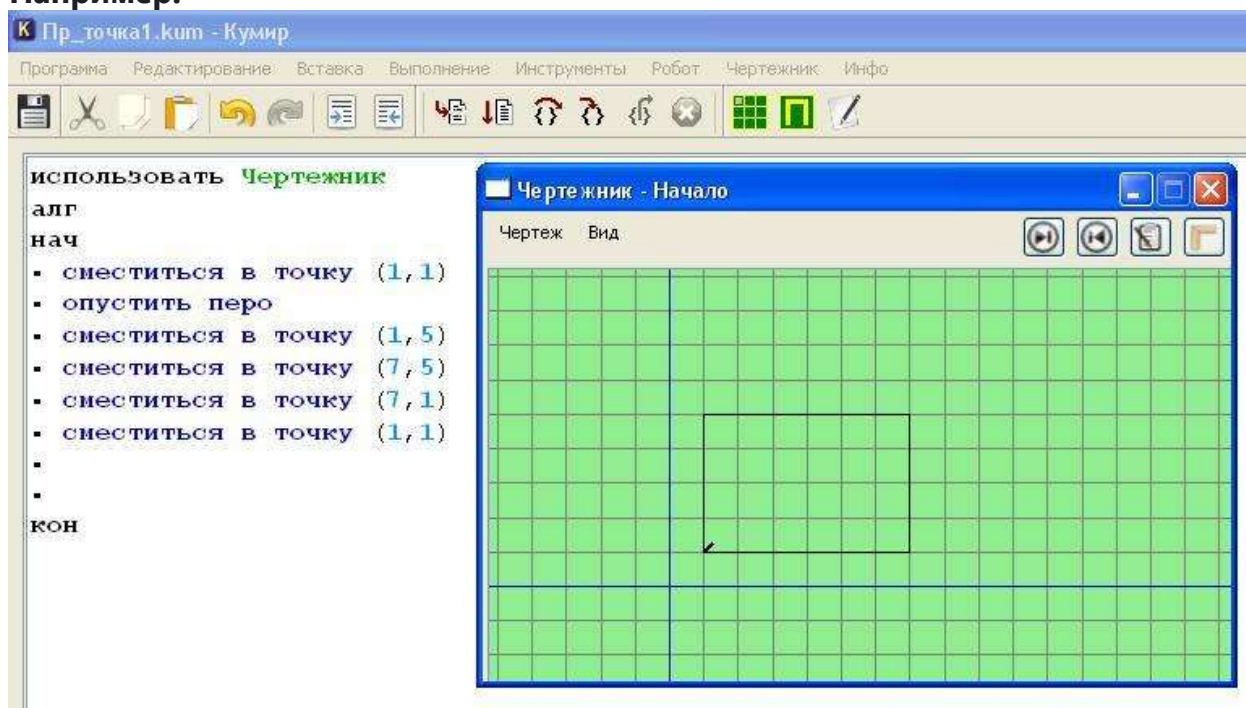 Например:
Пр_точка1.kum - Кумир
Программа Редактирование Вставка Выполнение Инструменты Робот Чертежник Инфо
использовать Чертежник
алг
нач
▪ сместиться в точку (1,1)
▪ опустить перо
▪ сместиться в точку (1,5)
▪ сместиться в точку (7,5)
▪ сместиться в точку (7,1)
▪ сместиться в точку (1,1)
▪
▪
кон
Чертежник - Начало
Чертеж Вид